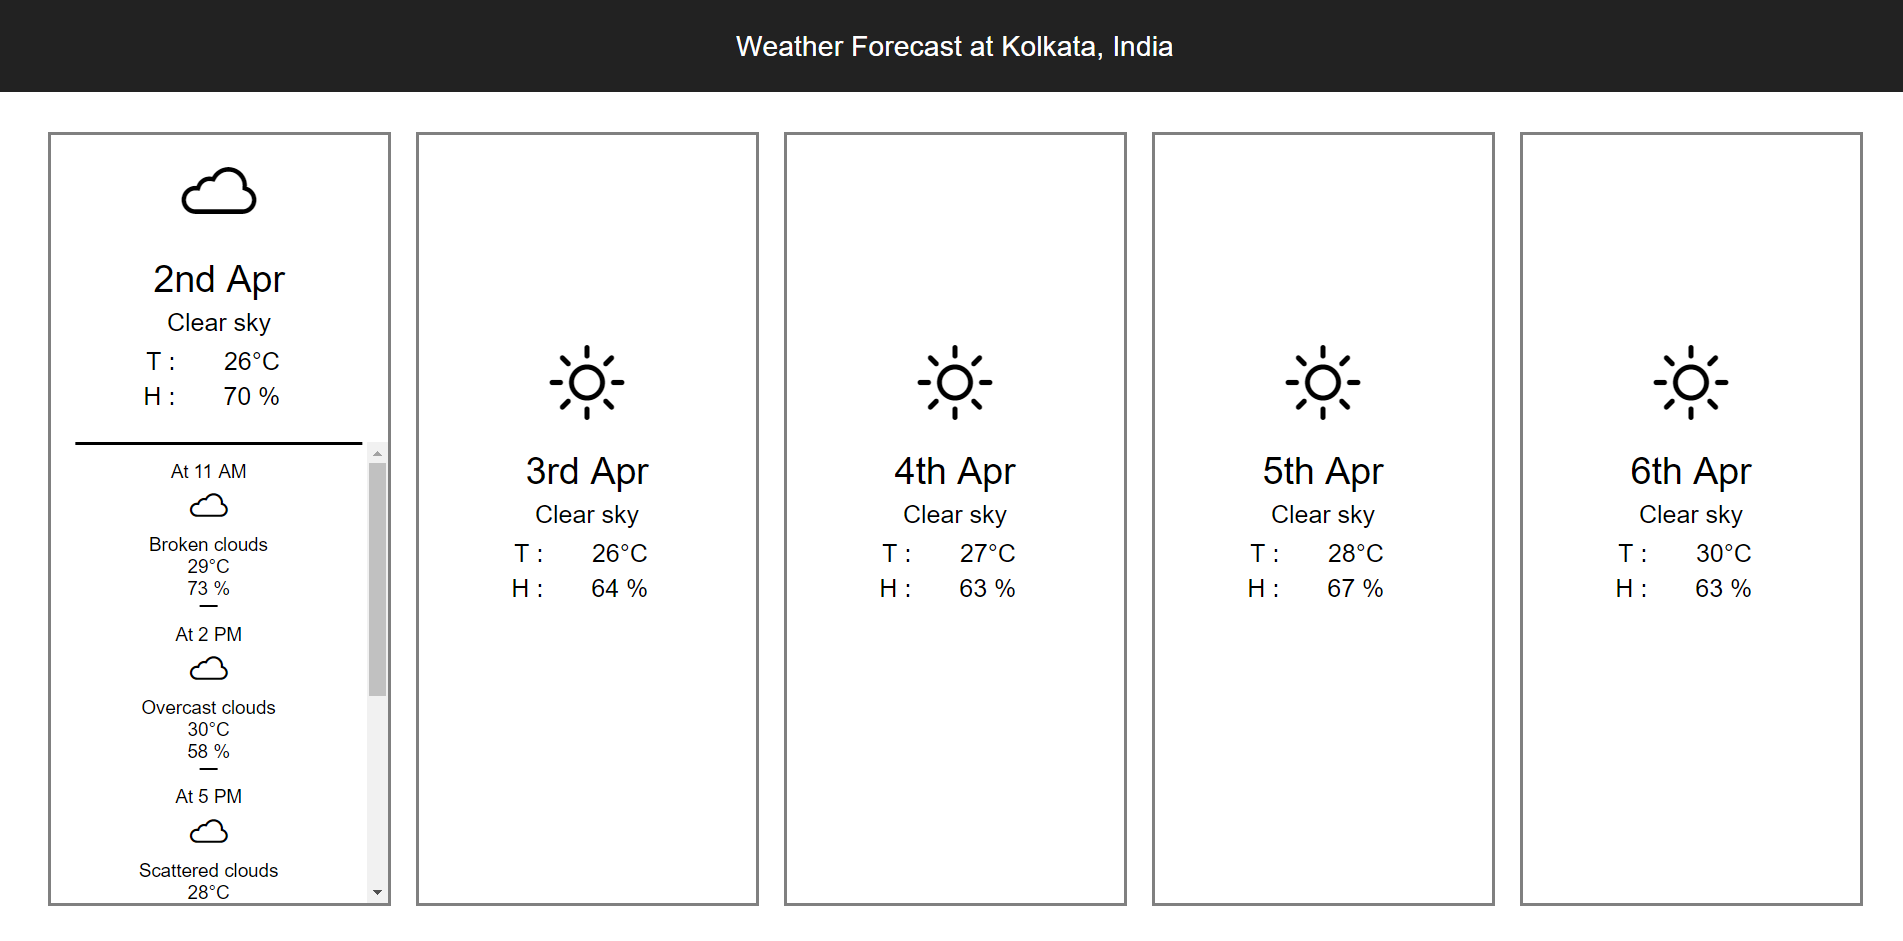 Weather Forecast at Kolkata, India
2nd Apr
Clear sky
T : 26°C
H : 70 %
At 11 AM
Broken clouds
29°C
73 %
At 2 PM
Overcast clouds
30°C
58 %
At 5 PM
Scattered clouds
28°C
3rd Apr
Clear sky
T : 26°C
H : 64 %
4th Apr
Clear sky
T : 27°C
H : 63 %
5th Apr
Clear sky
T : 28°C
H : 67 %
6th Apr
Clear sky
T : 30°C
H : 63 %